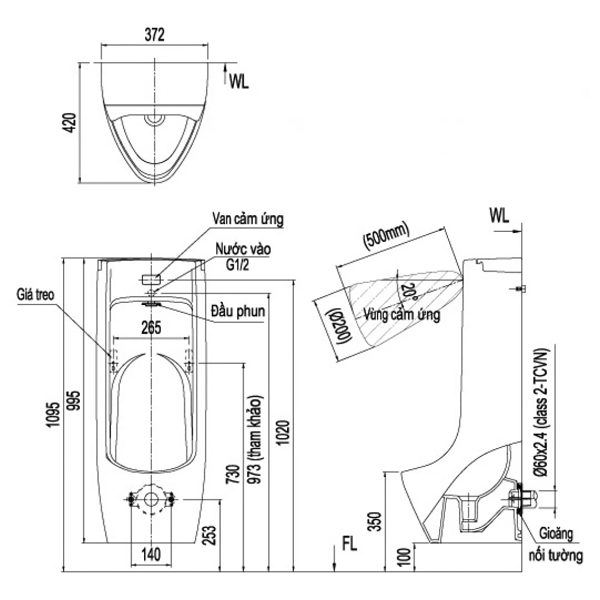 372
WL
420
Van cảm ứng
Nước vào
G1/2
Giá treo
Đầu phun
265
1095
995
730
973 (tham khảo)
1020
253
140
WL
(500mm)
20°
Vùng cảm ứng
(Ø200)
Ø60x2.4 (class 2-TCVN)
350
FL
100
Gioăng
nối tường